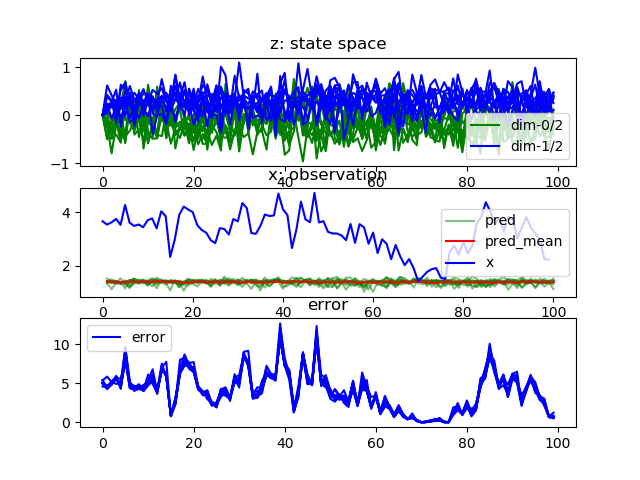 z: state space
1
0
−1
dim-0/2
dim-1/2
0 20 40 60 80 100
x: observation
4
2
pred
pred_mean
x
0 20 40 60 80 100
error
10
5
0
error
0 20 40 60 80 100